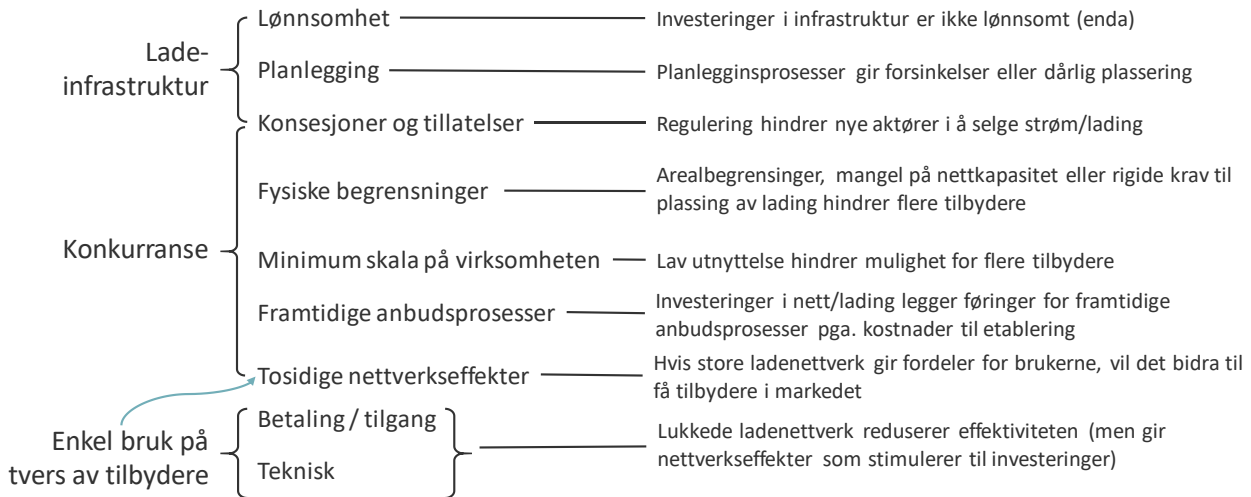 Lade-
infrastruktur
Lønnsomhet
Investeringer i infrastruktur er ikke lønnsomt (enda)
Planlegging
Planlegginsprosesser gir forsinkelser eller dårlig plassering
Konsesjoner og tillatelser
Regulering hindrer nye aktører i å selge strøm/lading
Konkurranse
Fysiske begrensninger
Arealbegrensinger, mangel på nettkapasitet eller rigide krav til
plassing av lading hindrer flere tilbydere
Minimum skala på virksomheten
Lav utnyttelse hindrer mulighet for flere tilbydere
Framtidige anbudsprosesser
Investeringer i nett/lading legger føringer for framtidige
anbudsprosesser pga. kostnader til etablering
Tosidige nettverkseffekter
Hvis store ladenettverk gir fordeler for brukerne, vil det bidra til
få tilbydere i markedet
Enkel bruk på
tvers av tilbydere
Betaling / tilgang
Teknisk
Lukkede ladenettverk reduserer effektiviteten (men gir
nettverkseffekter som stimulerer til investeringer)